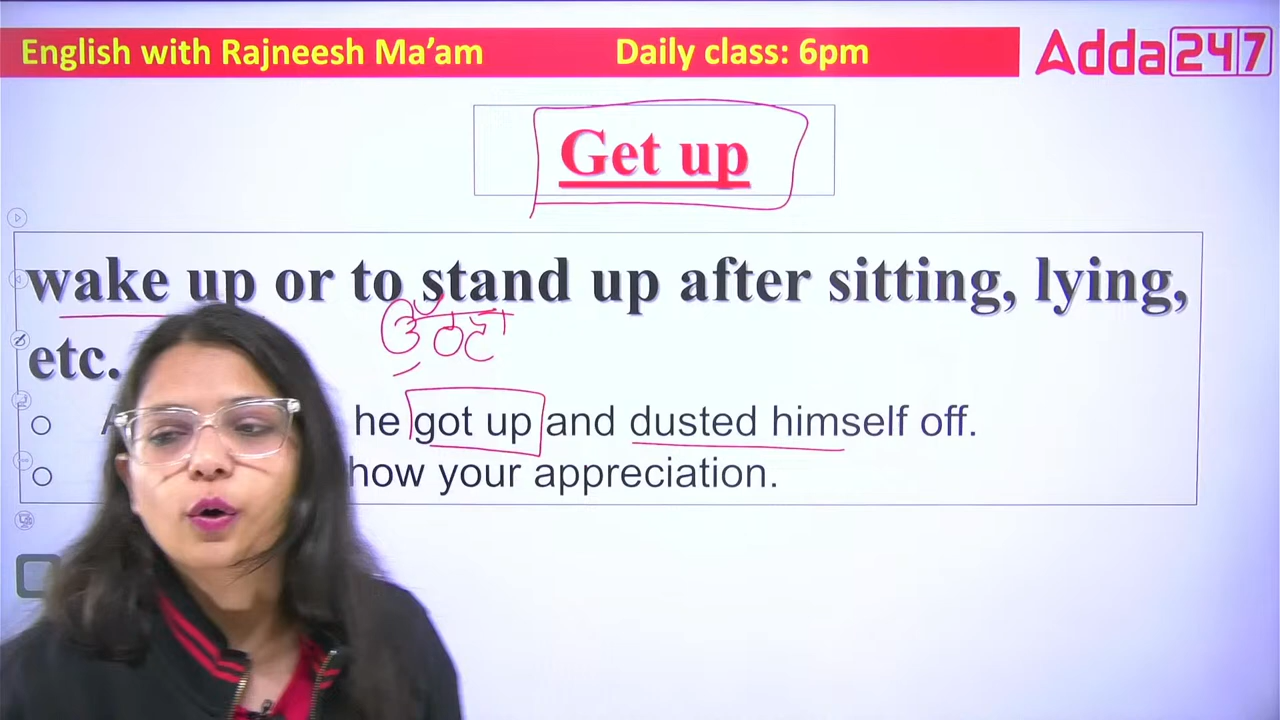 English with Rajneesh Ma’am Daily class: 6pm Adda247
Get up
wake up or to stand up after sitting, lying,
etc.
he got up and dusted himself off.
how your appreciation.